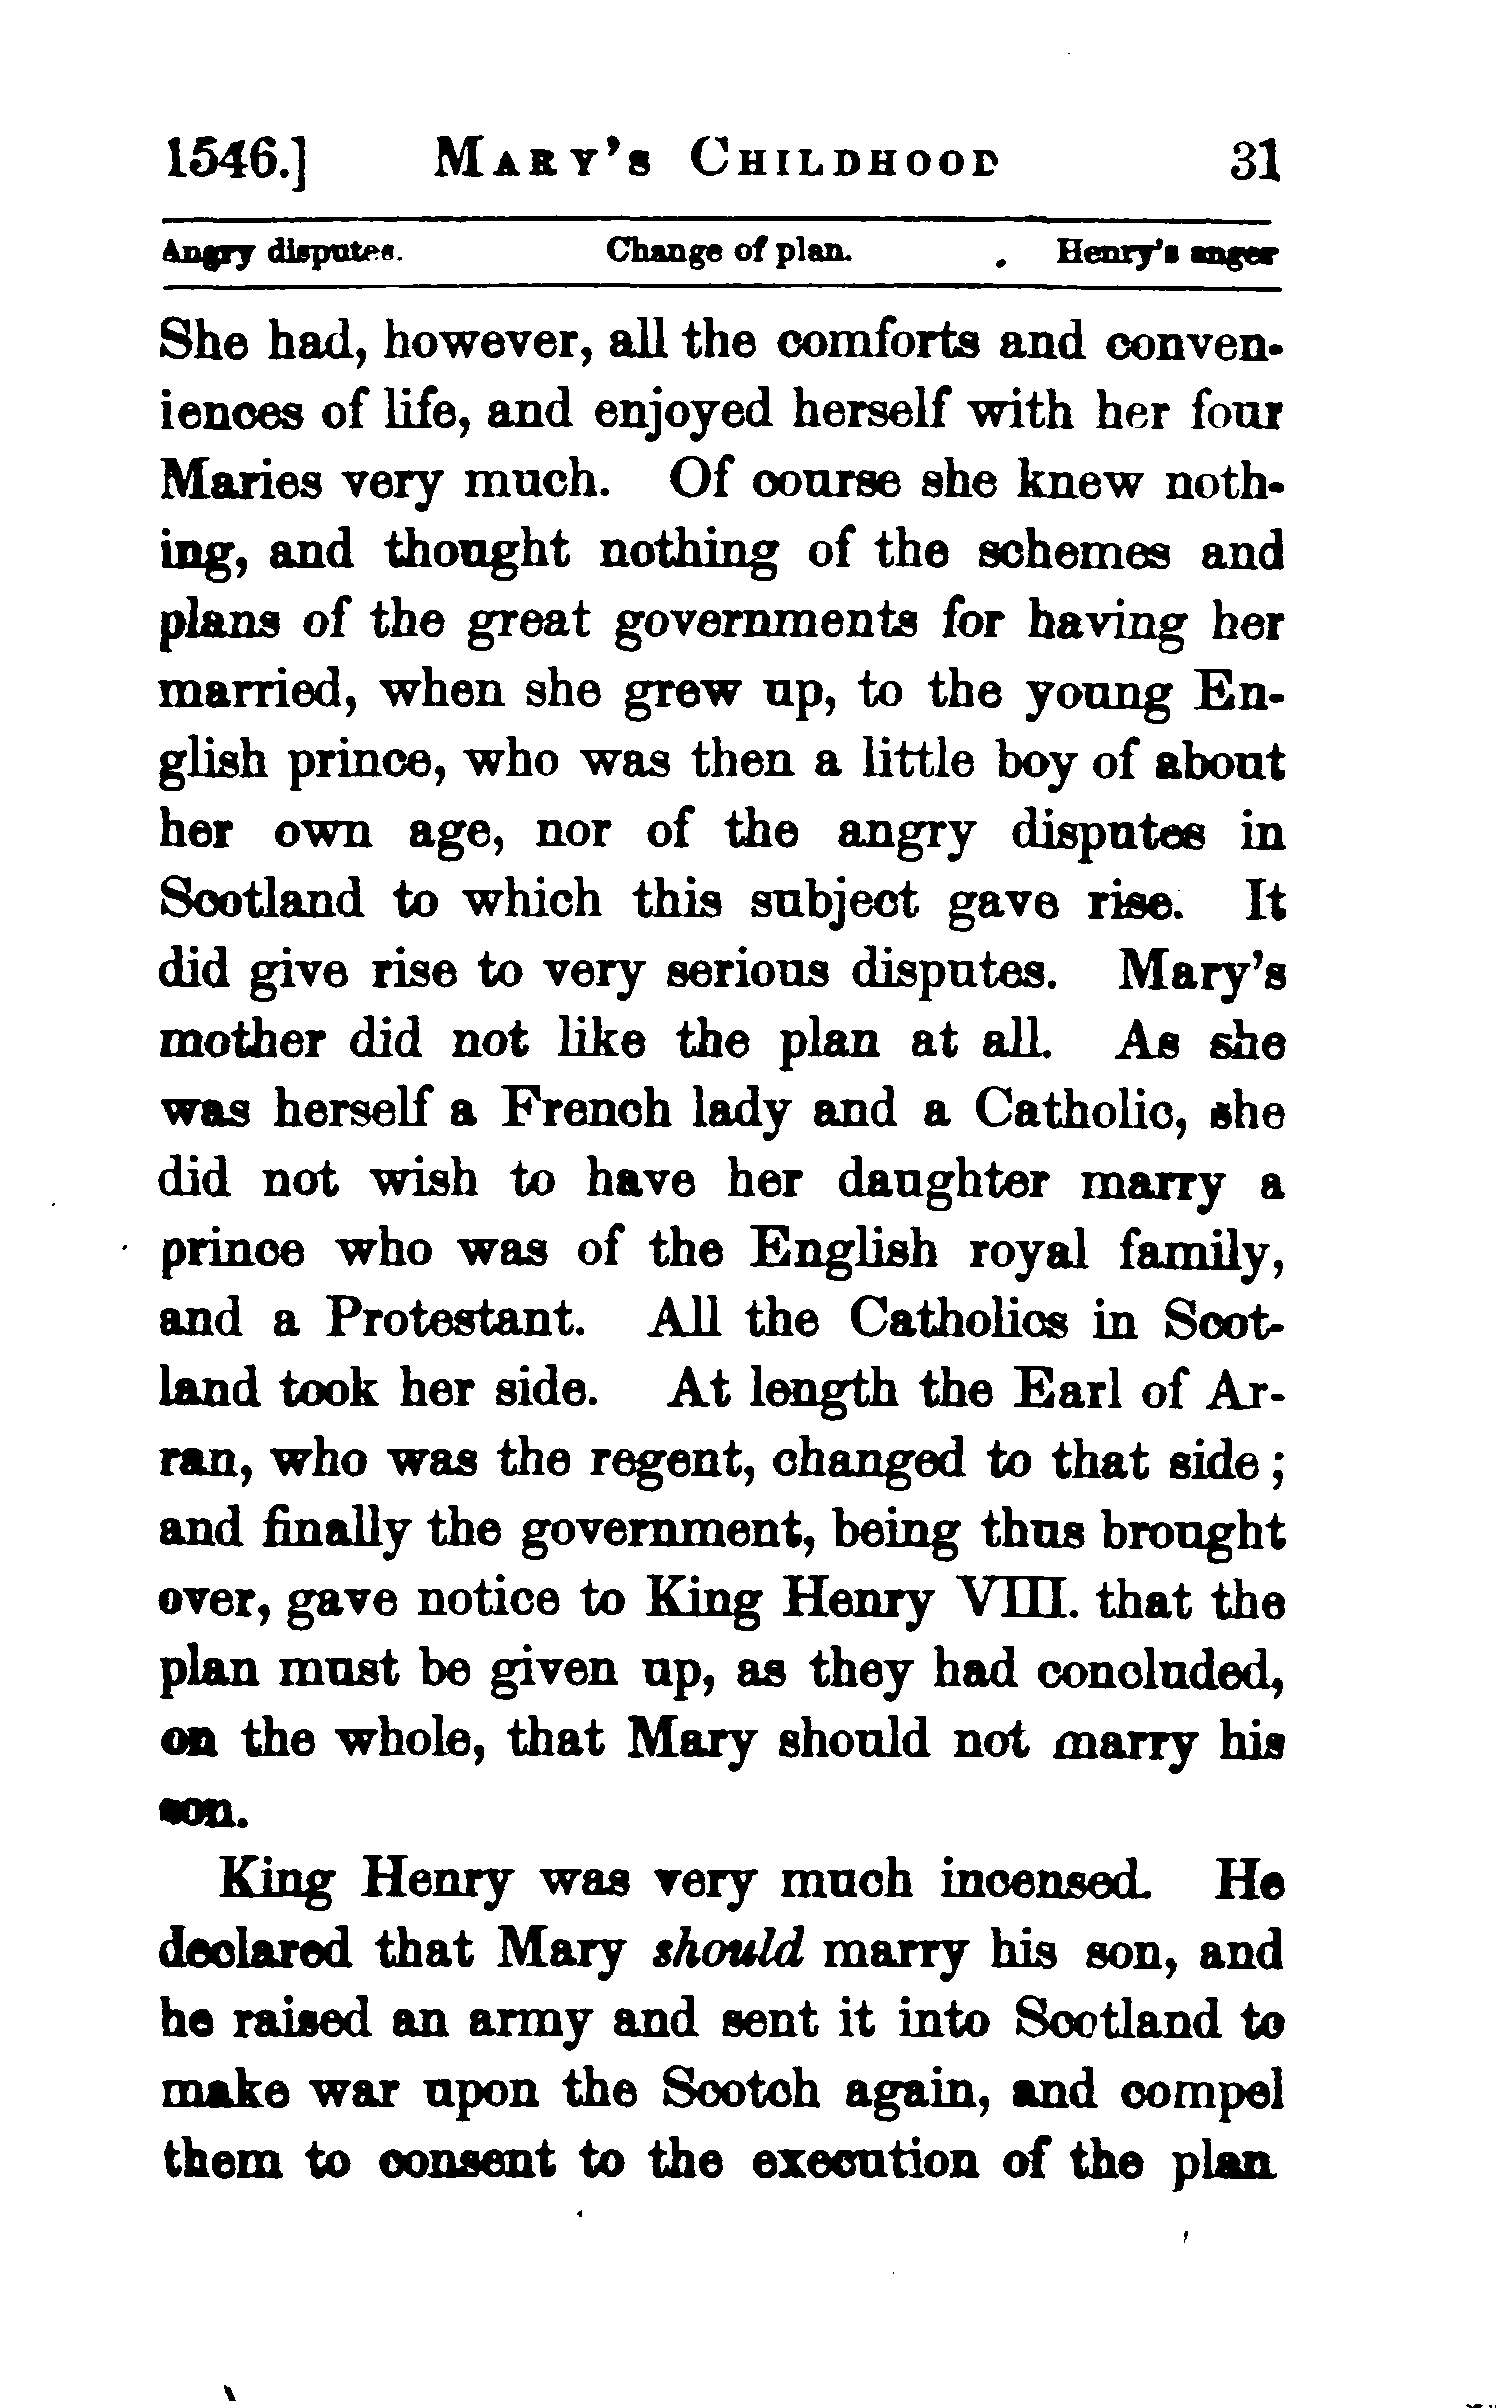 1546.] MARY'S CHILDHOOD 31
Angry disputes. Change of plan. Henry's anger
She had, however, all the comforts and conven-
iences of life, and enjoyed herself with her four
Maries very much. Of course she knew noth-
ing, and thought nothing of the schemes and
plans of the great governments for having her
married, when she grew up, to the young En-
glish prince, who was then a little boy of about
her own age, nor of the angry disputes in
Scotland to which this subject gave rise. It
did give rise to very serious disputes. Mary's
mother did not like the plan at all. As she
was herself a French lady and a Catholic, she
did not wish to have her daughter marry a
prince who was of the English royal family,
and a Protestant. All the Catholics in Scot-
land took her side. At length the Earl of Ar-
ran, who was the regent, changed to that side;
and finally the government, being thus brought
over, gave notice to King Henry VIII. that the
plan must be given up, as they had concluded,
on the whole, that Mary should not marry his
son.
King Henry was very much incensed. He
declared that Mary should marry his son, and
he raised an army and sent it into Scotland to
make war upon the Scotch again, and compel
them to consent to the execution of the plan